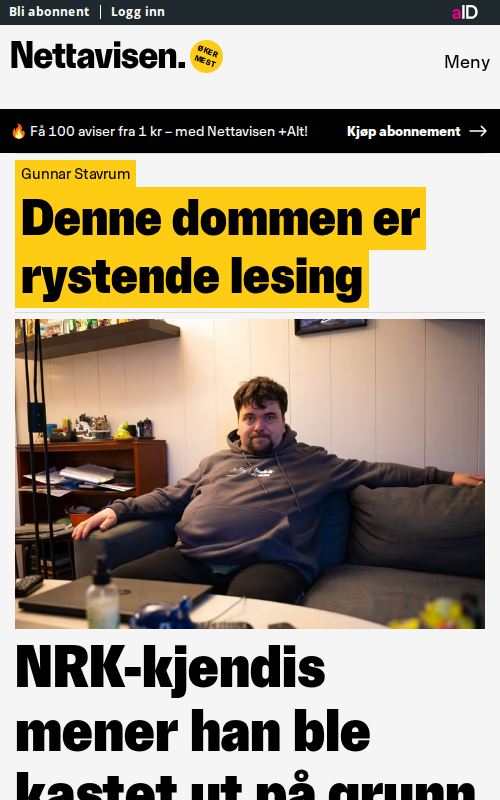 Bli abonnent | Logg inn
aID
Nettavisen.
ØKER
MEST
Meny
Få 100 aviser fra 1 kr – med Nettavisen +Alt!
Kjøp abonnement
Gunnar Stavrum
Denne dommen er
rystende lesing
NRK-kjendis
mener han ble
kastet ut på grunn